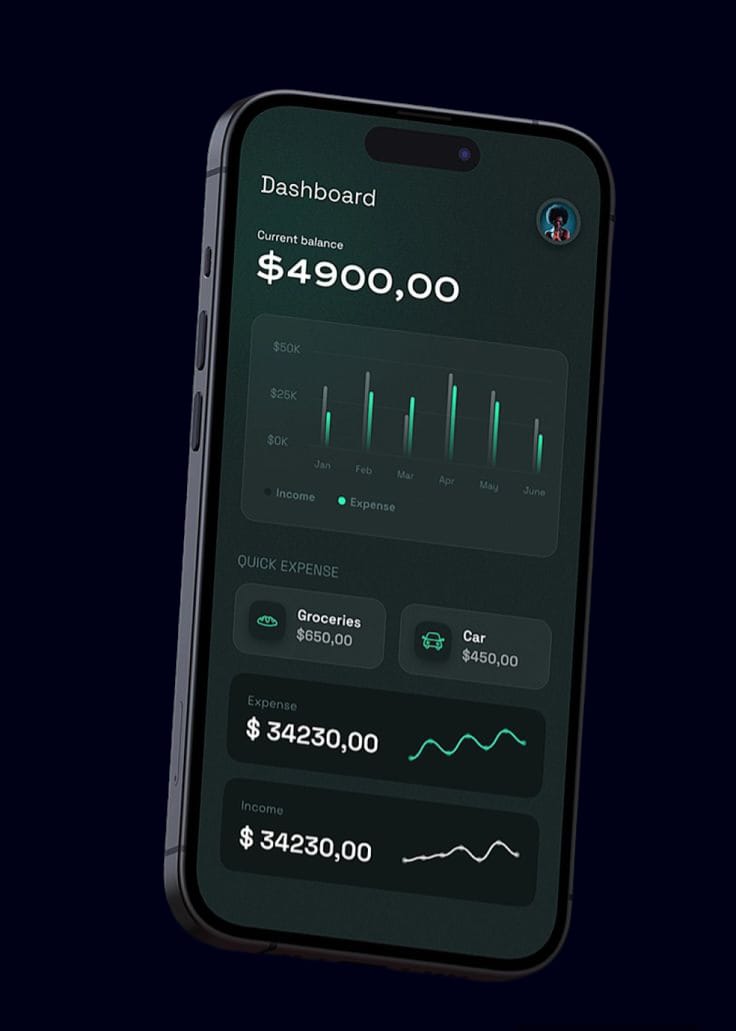 Dashboard
Current balance
$4900,00
$50K
$25K
$0K
Jan Feb Mar Apr May June
Income Expense
QUICK EXPENSE
Groceries
$650,00
Car
$450,00
Expense
$ 34230,00
Income
$ 34230,00